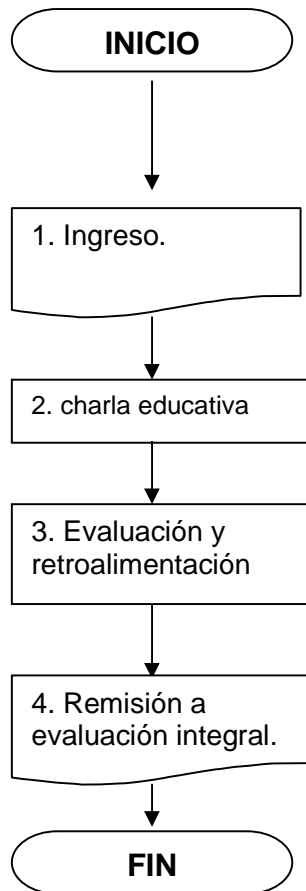 INICIO
1. Ingreso.
2. charla educativa
3. Evaluación y
retroalimentación
4. Remisión a
evaluación integral.
FIN